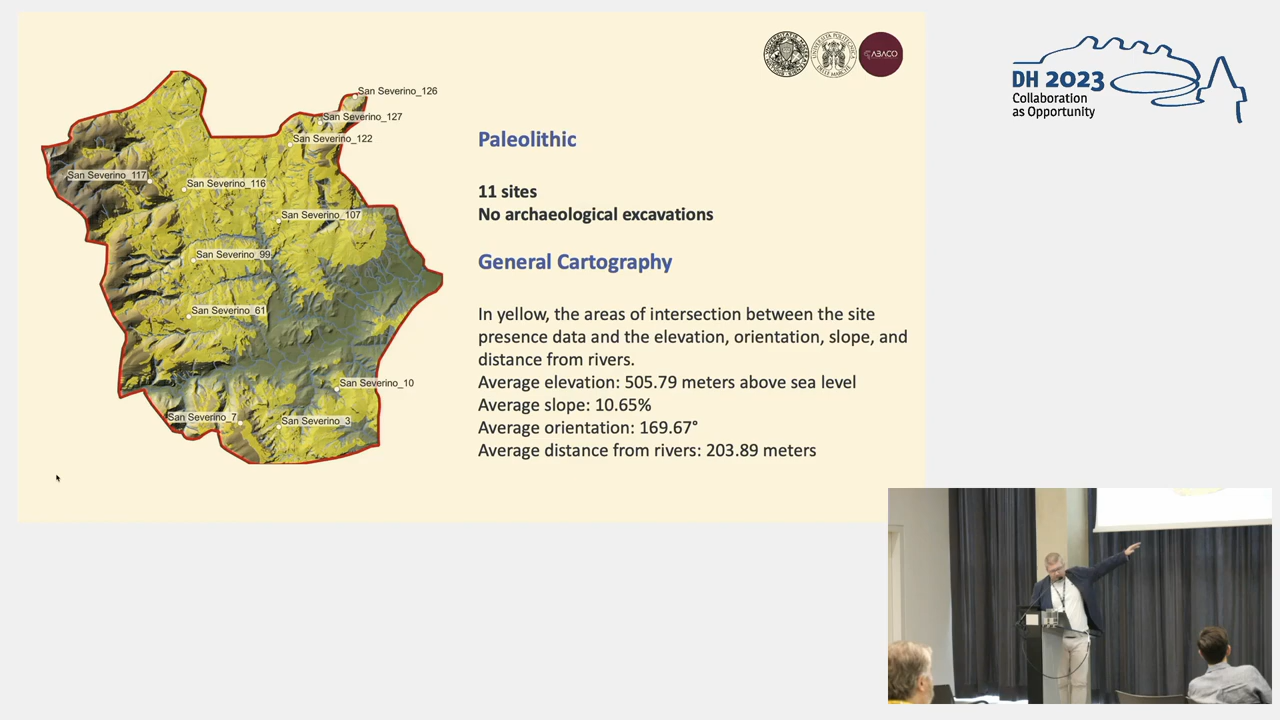 San Severino_126
San Severino_127
San Severino_122
San Severino_117
San Severino_116
San Severino_107
San Severino_99
San Severino_61
San Severino_10
San Severino_7
San Severino_3
ABACO
Paleolithic
11 sites
No archaeological excavations
General Cartography
In yellow, the areas of intersection between the site
presence data and the elevation, orientation, slope, and
distance from rivers.
Average elevation: 505.79 meters above sea level
Average slope: 10.65%
Average orientation: 169.67°
Average distance from rivers: 203.89 meters
DH 2023
Collaboration
as Opportunity